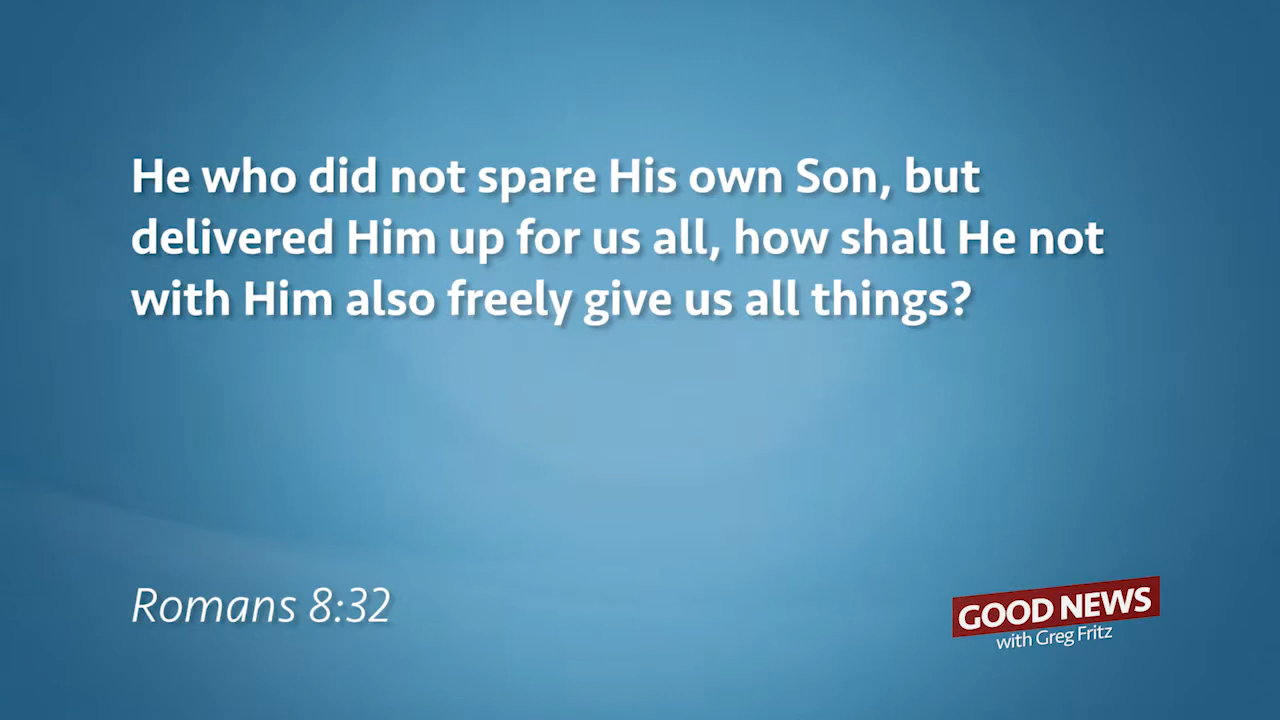 He who did not spare His own Son, but
delivered Him up for us all, how shall He not
with Him also freely give us all things?
Romans 8:32
GOOD NEWS
with Greg Fritz